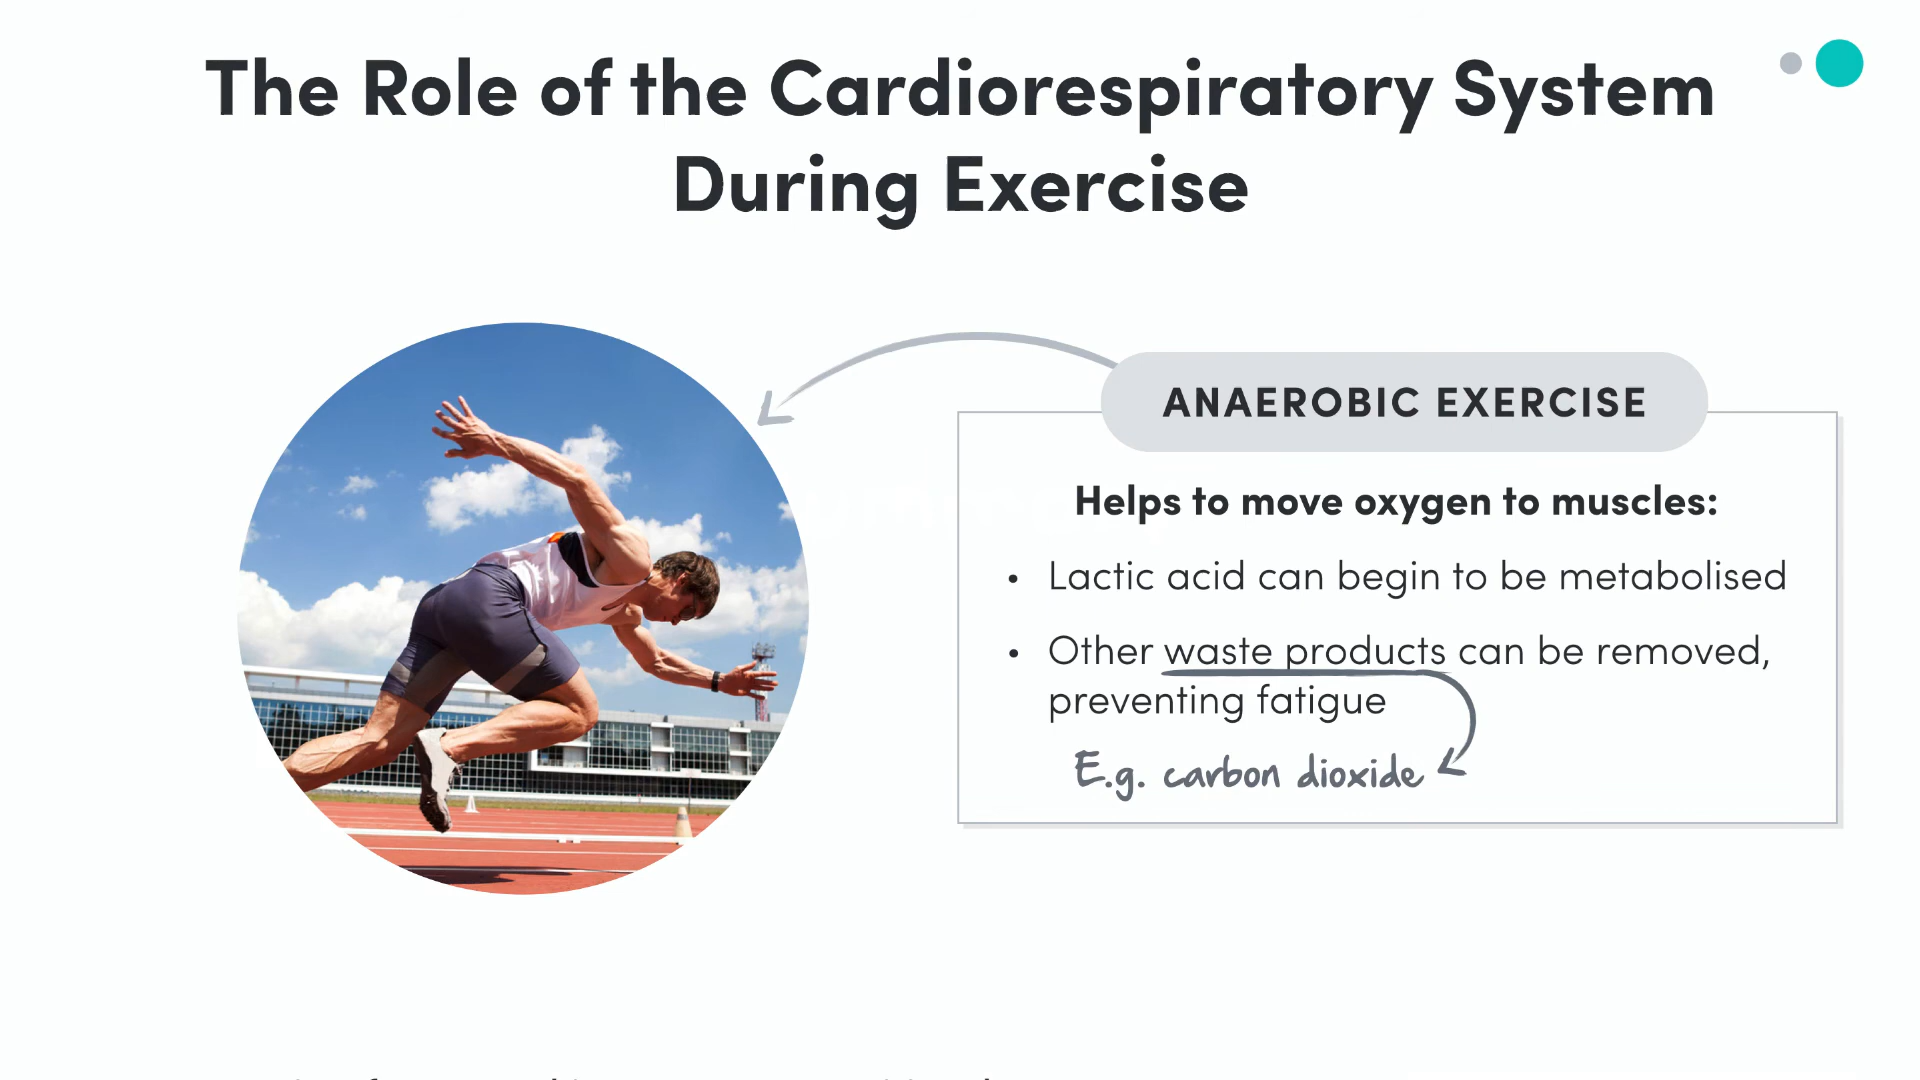 The Role of the Cardiorespiratory System
During Exercise
ANAEROBIC EXERCISE
Helps to move oxygen to muscles:
• Lactic acid can begin to be metabolised
• Other waste products can be removed,
preventing fatigue
E.g. carbon dioxide